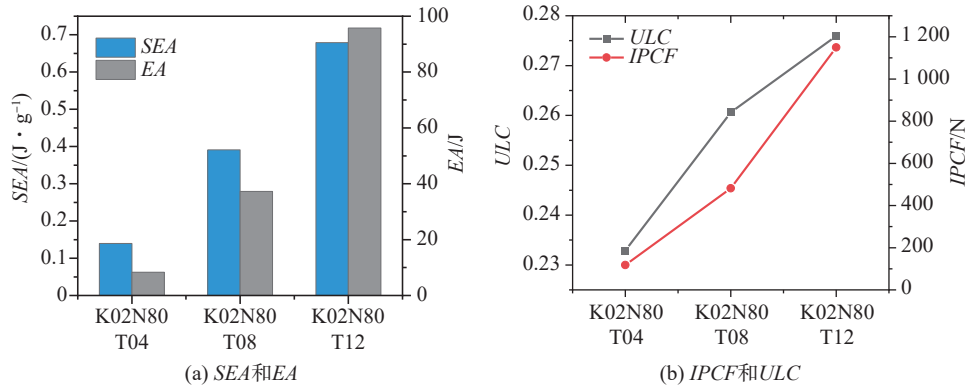 SEA/(J·g⁻¹)
0.7
0.6
0.5
0.4
0.3
0.2
0.1
0
SEA
EA
100
80
60
40
20
0
EA/J
K02N80
T04
K02N80
T08
K02N80
T12
(a) SEA和EA
ULC
0.28
0.27
0.26
0.25
0.24
0.23
ULC
IPCF
1 200
1 000
800
600
400
200
0
IPCF/N
K02N80
T04
K02N80
T08
K02N80
T12
(b) IPCF和ULC